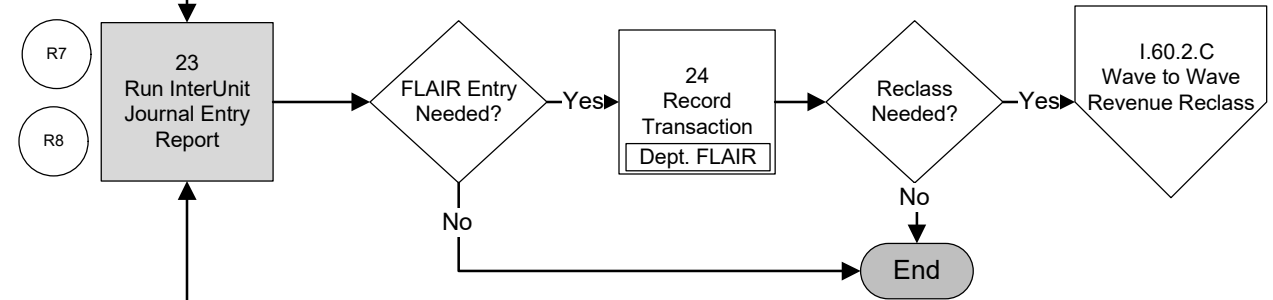 R7
R8
23
Run InterUnit
Journal Entry
Report
FLAIR Entry
Needed?
Yes
No
24
Record
Transaction
Dept. FLAIR
Reclass
Needed?
Yes
No
I.60.2.C
Wave to Wave
Revenue Reclass
End